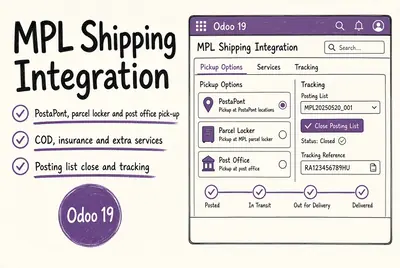 MPL Shipping
Integration
PostaPont, parcel locker and post office pick-up
COD, insurance and extra services
Posting list close and tracking
Odoo 19
Odoo 19
MPL Shipping Integration
Search...
Pickup Options
Services
Tracking
Pickup Options
PostaPont
Pickup at PostaPont locations
Parcel Locker
Pickup at MPL parcel locker
Post Office
Pickup at post office
Tracking
Posting List
MPL20250520_001
Close Posting List
Status: Closed
Tracking Reference
RA123456789HU
Posted
In Transit
Out for Delivery
Delivered